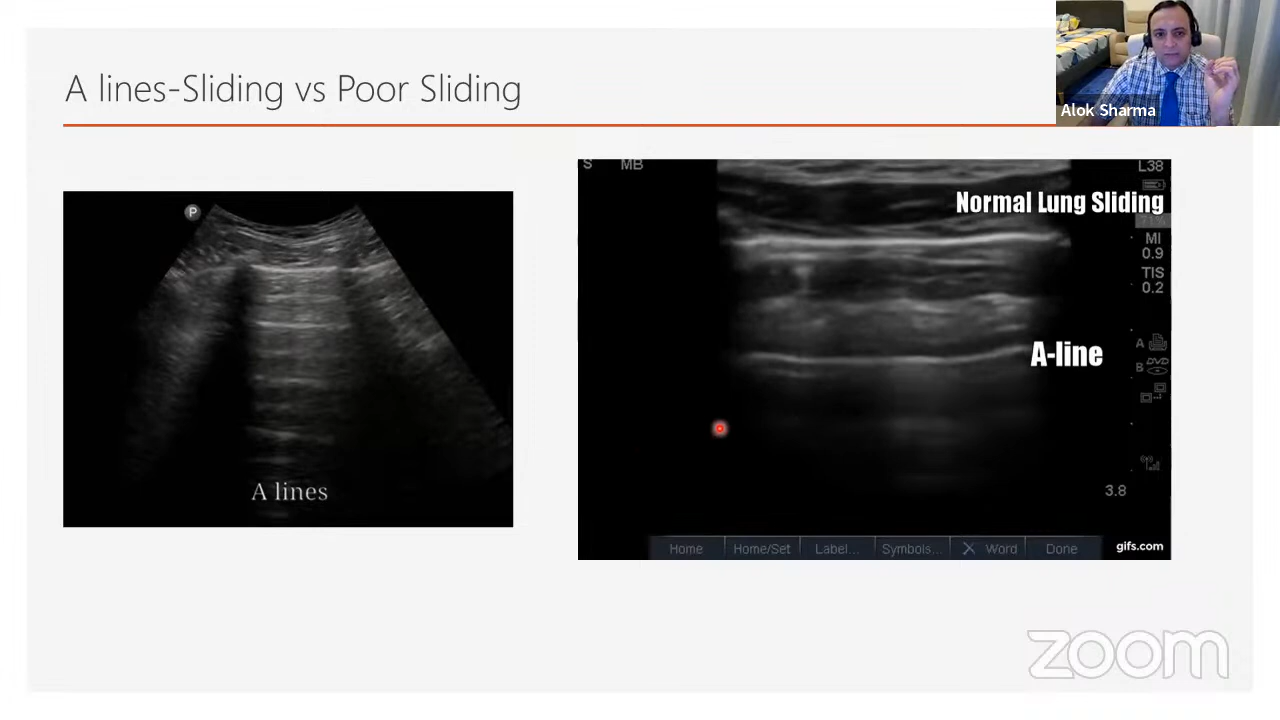 A lines-Sliding vs Poor Sliding
Alok Sharma
P
A lines
S MB
L38
Normal Lung Sliding
MI
0.9
TIS
0.2
A-line
A
B DVD
3.8
Home Home/Set Label... Symbols... X Word Done
gifs.com
zoom